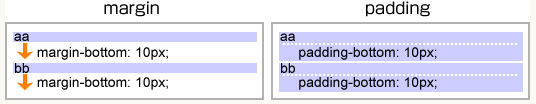 margin
aa
margin-bottom: 10px;
bb
margin-bottom: 10px;
padding
aa
padding-bottom: 10px;
bb
padding-bottom: 10px;